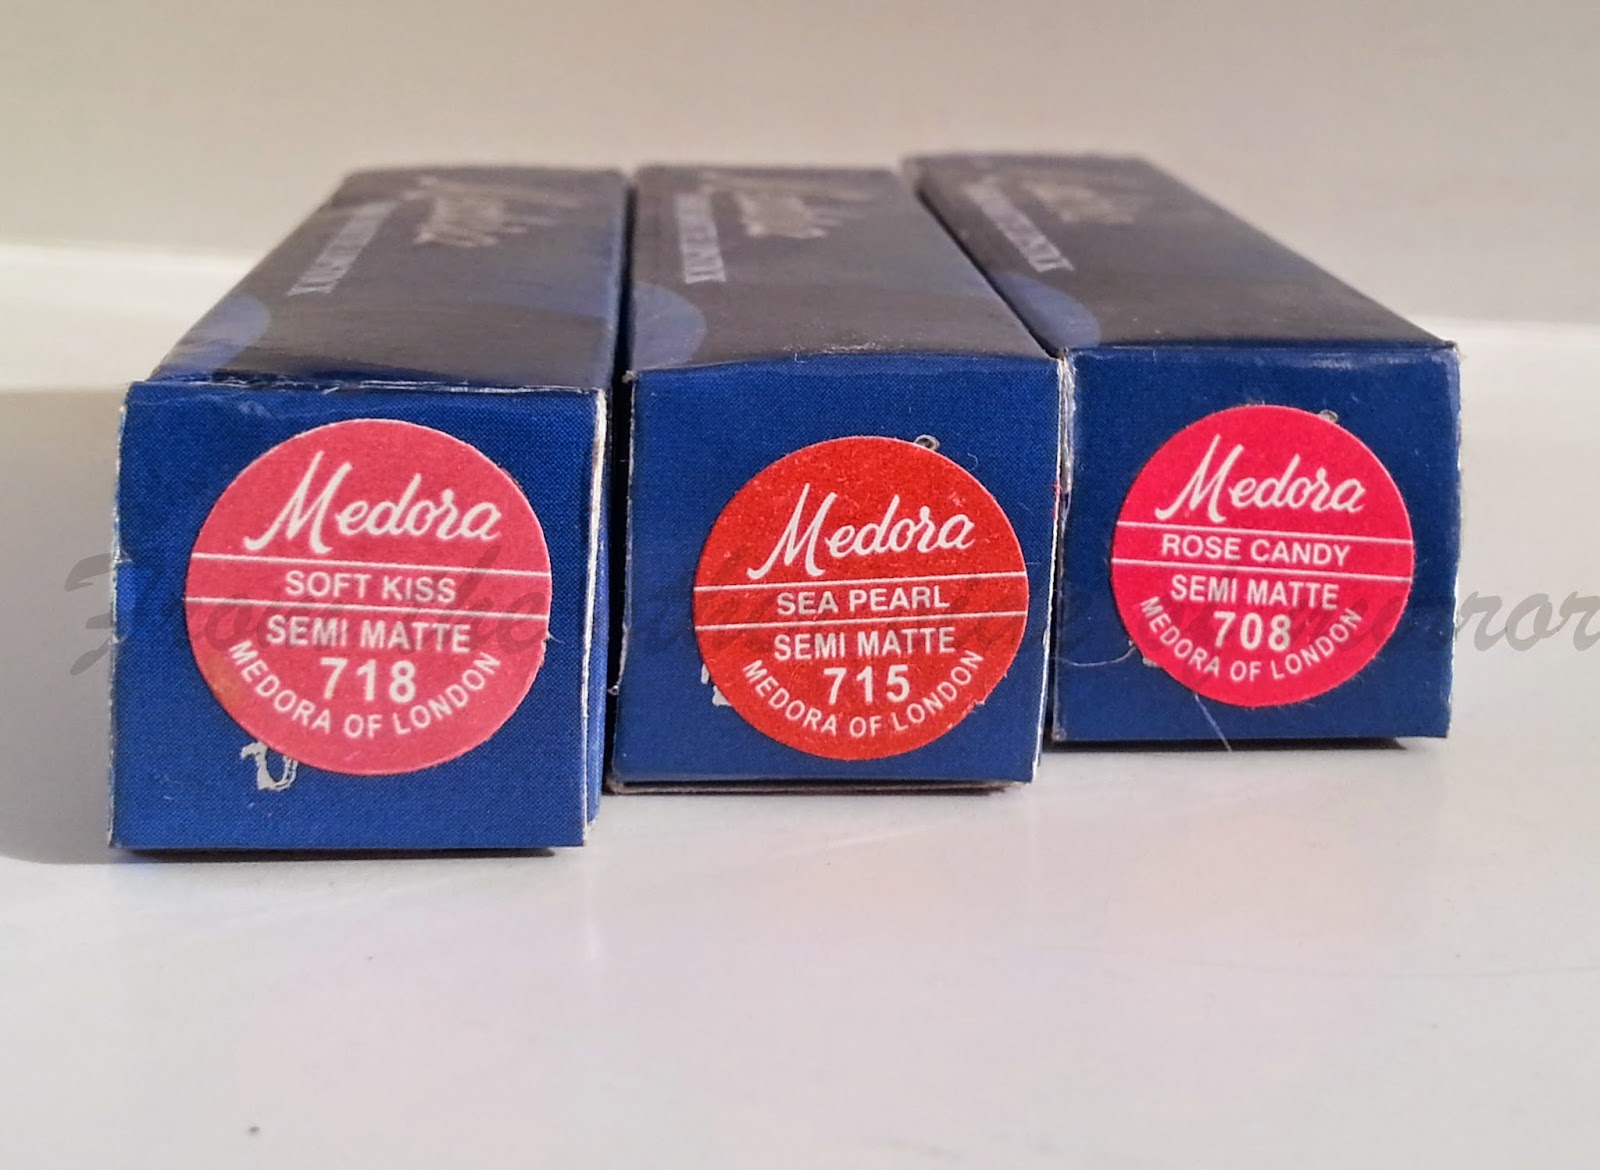 Medora
SOFT KISS
SEMI MATTE
718
MEDORA OF LONDON
Medora
SEA PEARL
SEMI MATTE
715
MEDORA OF LONDON
Medora
ROSE CANDY
SEMI MATTE
708
MEDORA OF LONDON